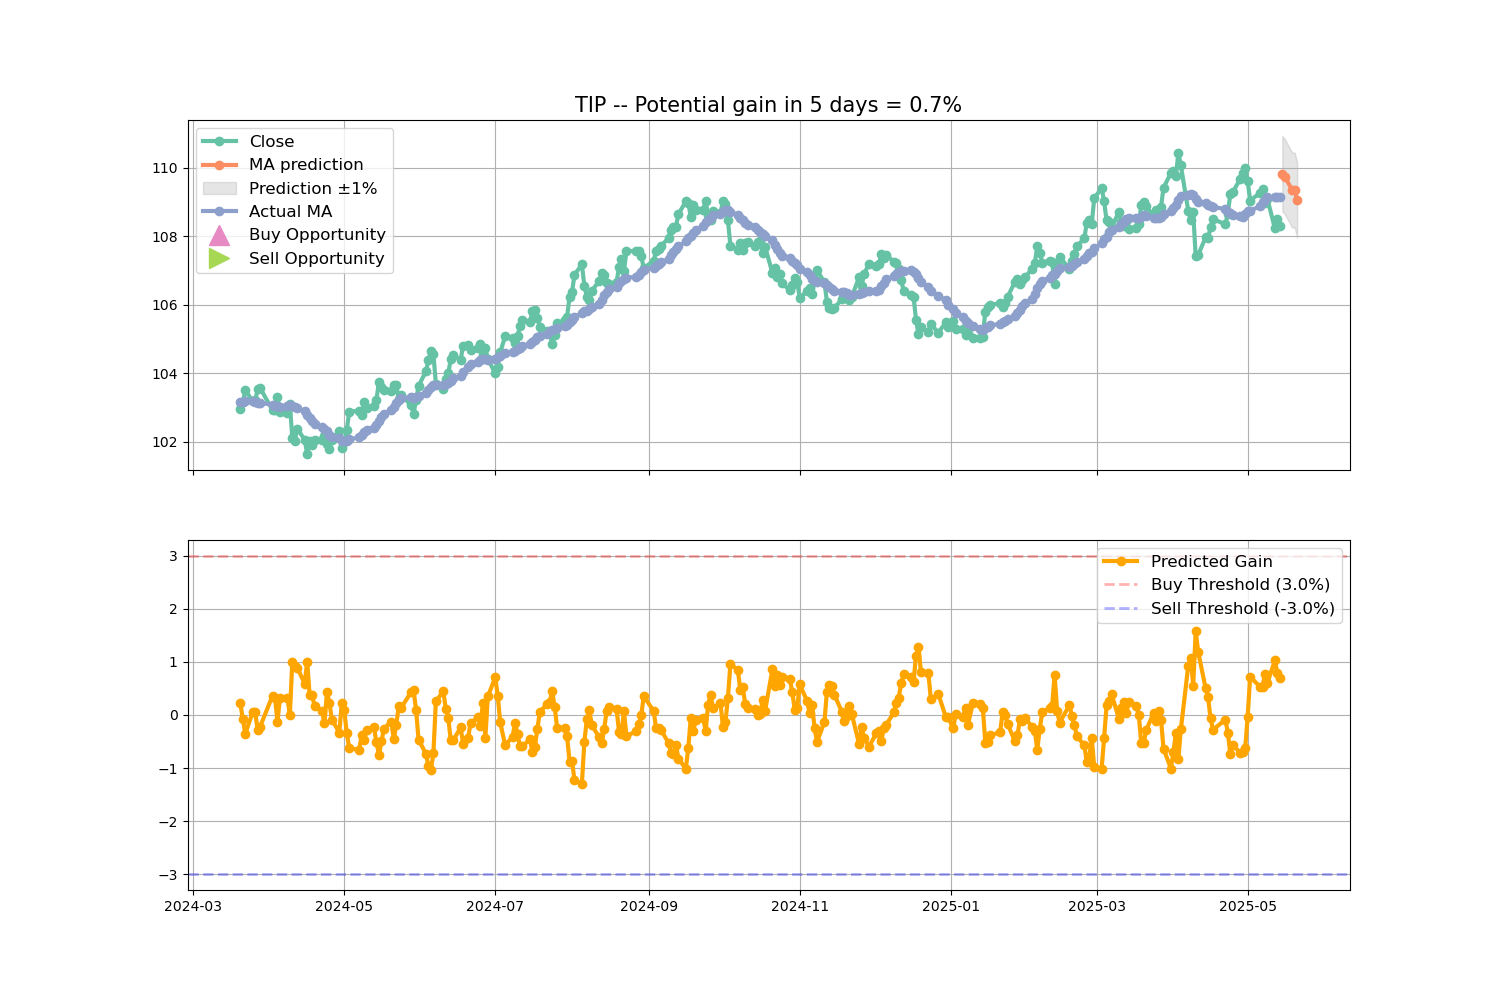 TIP -- Potential gain in 5 days = 0.7%
Close
MA prediction
Prediction ±1%
Actual MA
Buy Opportunity
Sell Opportunity
110
108
106
104
102
Predicted Gain
Buy Threshold (3.0%)
Sell Threshold (-3.0%)
3
2
1
0
−1
−2
−3
2024-03 2024-05 2024-07 2024-09 2024-11 2025-01 2025-03 2025-05